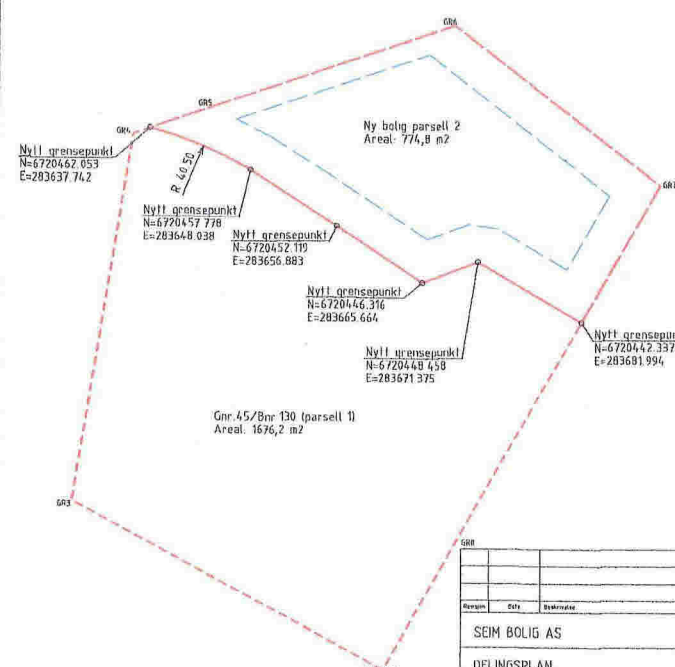 GR6
GR5
GR4
Ny bolig parsell 2
Areal: 774,8 m2
Nytt grensepunkt
N=6720462.053
E=283637.742
R 40.50
GR7
Nytt grensepunkt
N=6720457.778
E=283648.038
Nytt grensepunkt
N=6720452.119
E=283656.883
Nytt grensepunkt
N=6720446.316
E=283665.664
Nytt grensepunkt
N=6720448.458
E=283671.375
Nytt grensepun
N=6720442.337
E=283681.994
Gnr.45/Bnr 130 (parsell 1)
Areal: 1676,2 m2
GR3
GR8
Revisjon Dato Beskrivelse
SEIM BOLIG AS
DELINGSPLAN